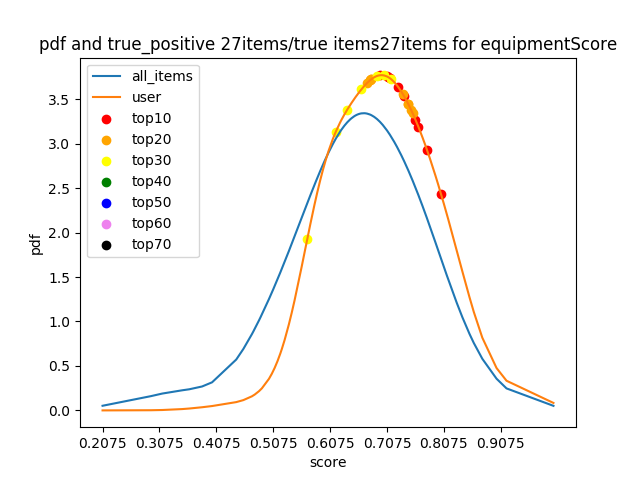 pdf and true_positive 27items/true items27items for equipmentScore
all_items
user
top10
top20
top30
top40
top50
top60
top70
3.5
3.0
2.5
2.0
1.5
1.0
0.5
0.0
pdf
0.2075 0.3075 0.4075 0.5075 0.6075 0.7075 0.8075 0.9075
score